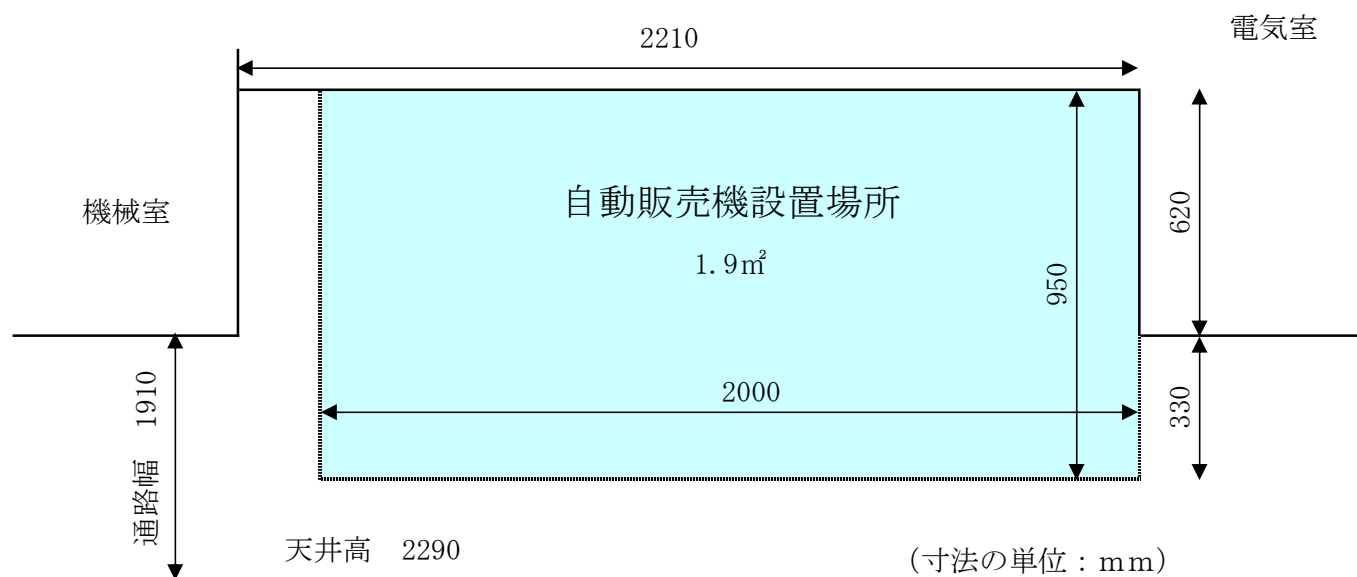 電気室
2210
自動販売機設置場所
1.9㎡
機械室
620
950
2000
330
通路幅 1910
天井高 2290
(寸法の単位：mm)